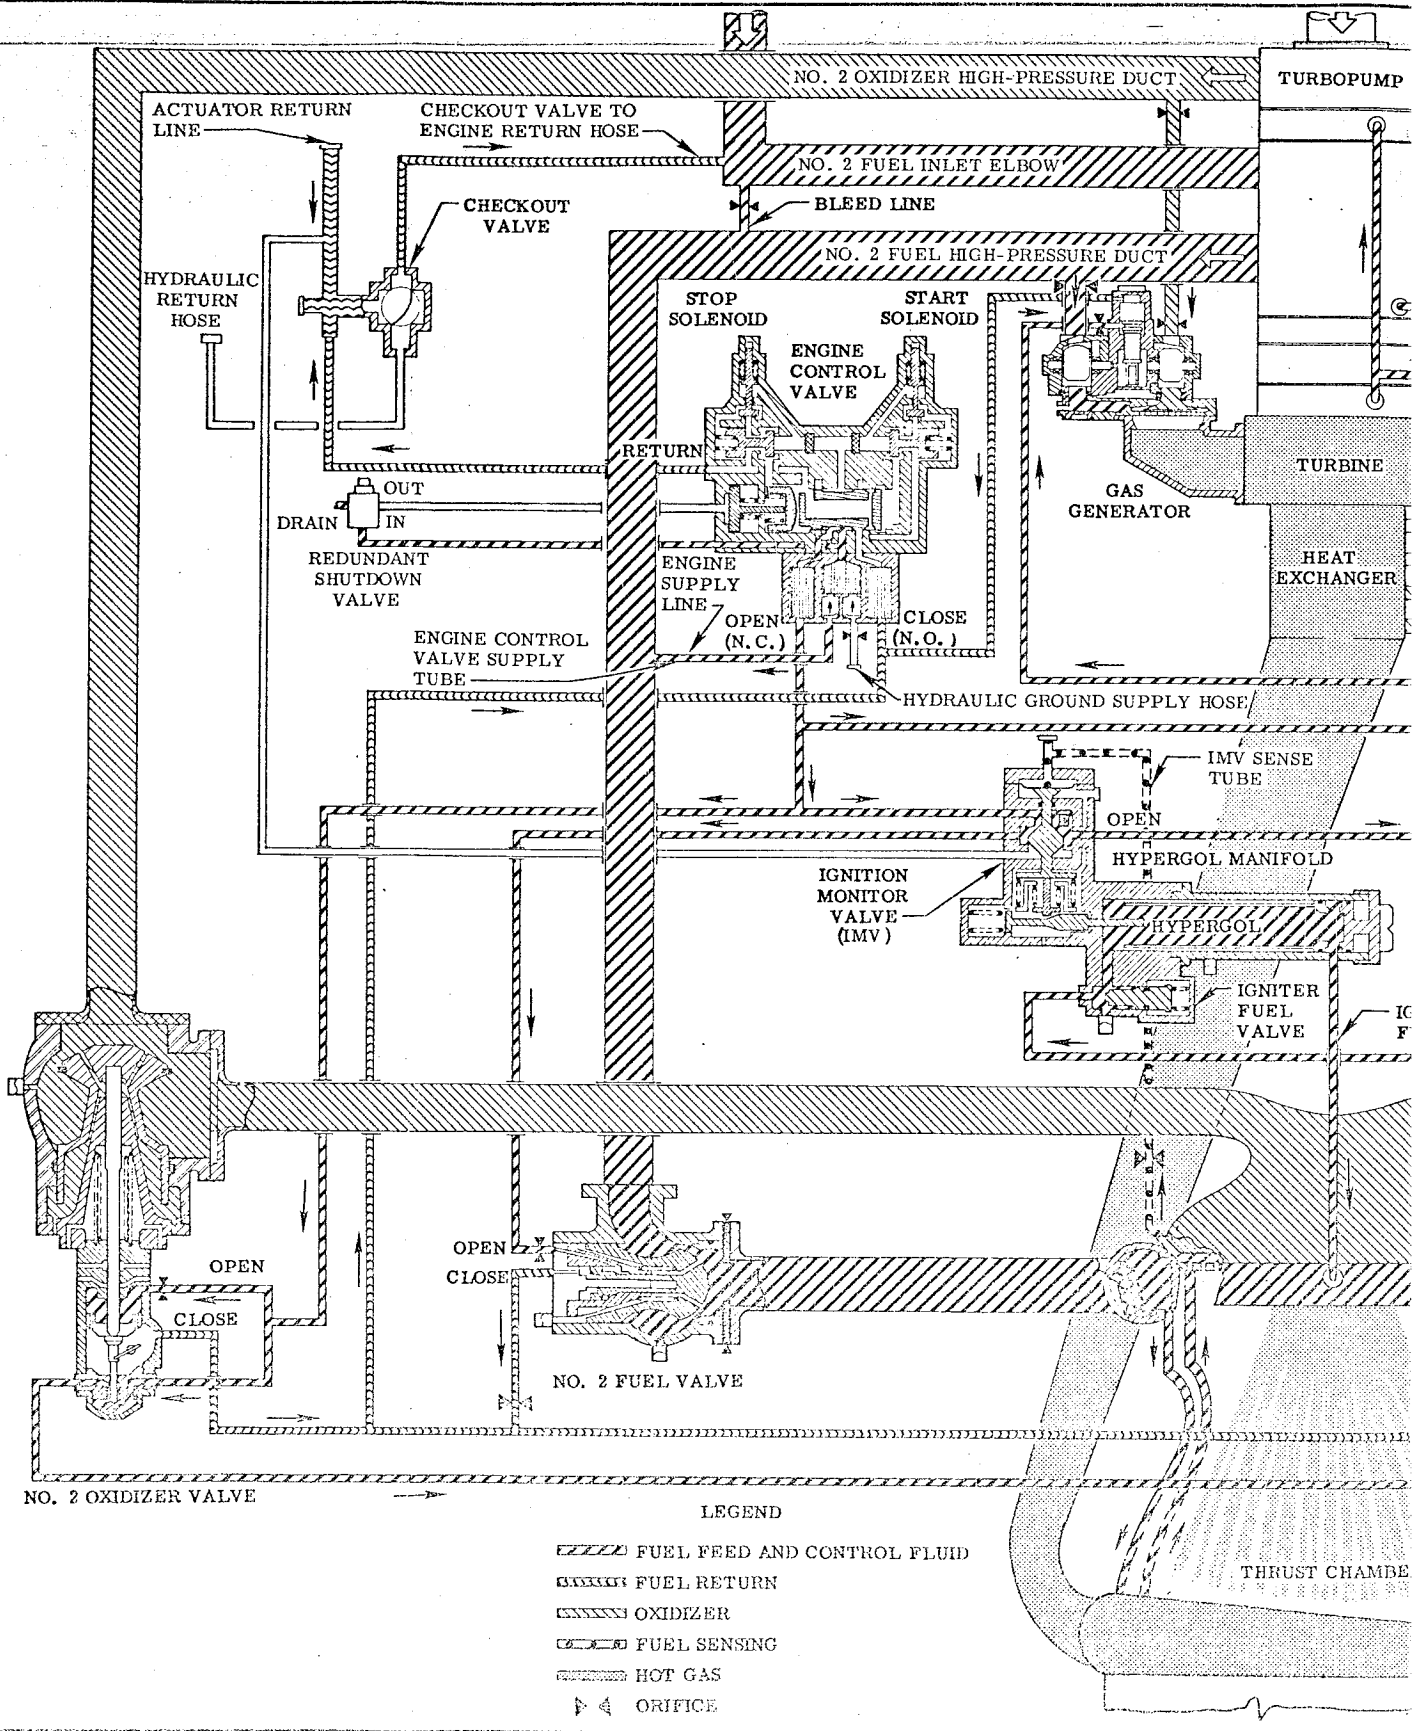 NO. 2 OXIDIZER HIGH-PRESSURE DUCT
TURBOPUMP
ACTUATOR RETURN
LINE
CHECKOUT VALVE TO
ENGINE RETURN HOSE
NO. 2 FUEL INLET ELBOW
CHECKOUT
VALVE
BLEED LINE
NO. 2 FUEL HIGH-PRESSURE DUCT
HYDRAULIC
RETURN
HOSE
STOP
SOLENOID
START
SOLENOID
ENGINE
CONTROL
VALVE
RETURN
TURBINE
GAS
GENERATOR
OUT
DRAIN
IN
REDUNDANT
SHUTDOWN
VALVE
ENGINE
SUPPLY
LINE
HEAT
EXCHANGER
OPEN
(N.C.)
CLOSE
(N.O.)
ENGINE CONTROL
VALVE SUPPLY
TUBE
HYDRAULIC GROUND SUPPLY HOSE
IMV SENSE
TUBE
OPEN
HYPERGOL MANIFOLD
IGNITION
MONITOR
VALVE
(IMV)
HYPERGOL
IGNITER
FUEL
VALVE
IG
F
OPEN
CLOSE
OPEN
CLOSE
NO. 2 FUEL VALVE
NO. 2 OXIDIZER VALVE
LEGEND
FUEL FEED AND CONTROL FLUID
FUEL RETURN
OXIDIZER
FUEL SENSING
HOT GAS
ORIFICE
THRUST CHAMBE